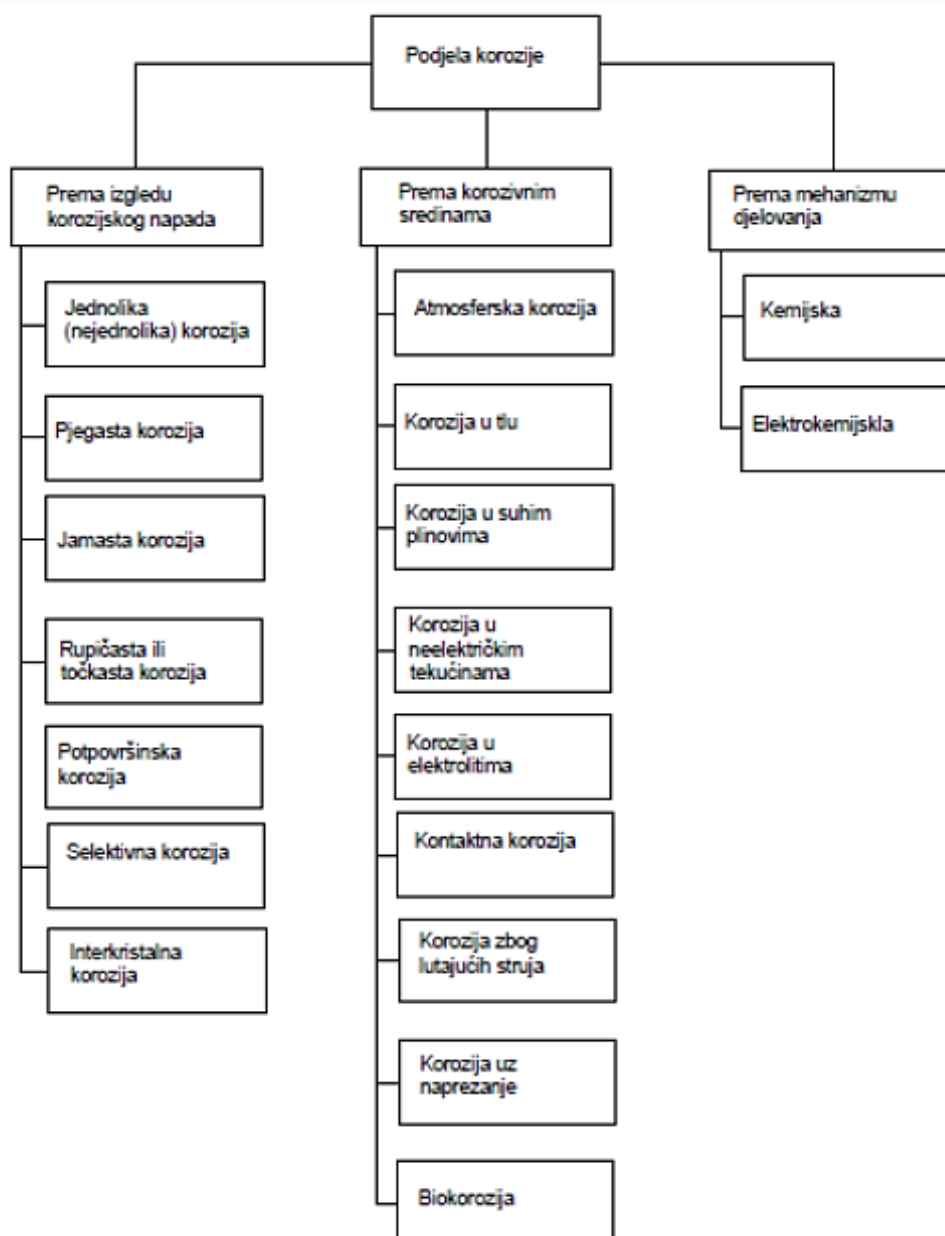 Podjela korozije
Prema izgledu
korozijskog napada
Jednolika
(nejednolika) korozija
Pjegasta korozija
Jamasta korozija
Rupičasta ili
točkasta korozija
Potpovršinska
korozija
Selektivna korozija
Interkristalna
korozija
Prema korozivnim
sredinama
Atmosferska korozija
Korozija u tlu
Korozija u suhim
plinovima
Korozija u
neelektričkim
tekućinama
Korozija u
elektrolitima
Kontaktna korozija
Korozija zbog
lutajućih struja
Korozija uz
naprezanje
Biokorozija
Prema mehanizmu
djelovanja
Kemijska
Elektrokemijskla